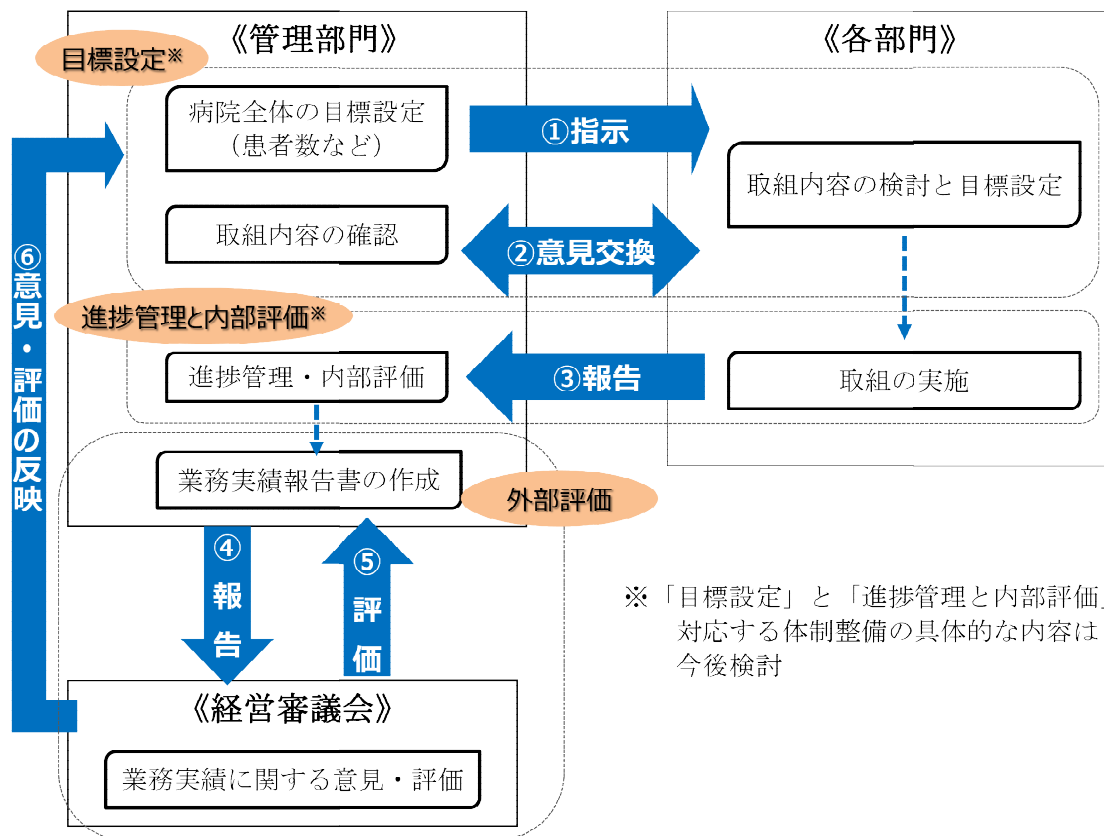 《管理部門》
《各部門》
目標設定※
病院全体の目標設定
(患者数など)
①指示
取組内容の検討と目標設定
取組内容の確認
②意見交換
進捗管理と内部評価※
進捗管理・内部評価
③報告
取組の実施
業務実績報告書の作成
外部評価
④報告
⑤評価
⑥意見・評価の反映
※「目標設定」と「進捗管理と内部評価」
対応する体制整備の具体的な内容は
今後検討
《経営審議会》
業務実績に関する意見・評価